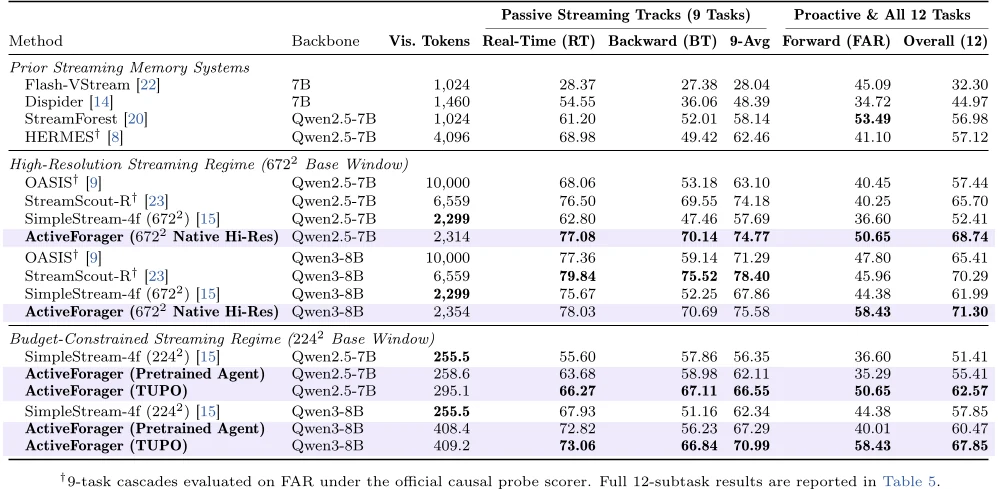 Passive Streaming Tracks (9 Tasks) Proactive & All 12 Tasks
Method Backbone Vis. Tokens Real-Time (RT) Backward (BT) 9-Avg Forward (FAR) Overall (12)
Prior Streaming Memory Systems
Flash-VStream [22] 7B 1,024 28.37 27.38 28.04 45.09 32.30
Dispider [14] 7B 1,460 54.55 36.06 48.39 34.72 44.97
StreamForest [20] Qwen2.5-7B 1,024 61.20 52.01 58.14 53.49 56.98
HERMES† [8] Qwen2.5-7B 4,096 68.98 49.42 62.46 41.10 57.12
High-Resolution Streaming Regime (672² Base Window)
OASIS† [9] Qwen2.5-7B 10,000 68.06 53.18 63.10 40.45 57.44
StreamScout-R† [23] Qwen2.5-7B 6,559 76.50 69.55 74.18 40.25 65.70
SimpleStream-4f (672²) [15] Qwen2.5-7B 2,299 62.80 47.46 57.69 36.60 52.41
ActiveForager (672² Native Hi-Res) Qwen2.5-7B 2,314 77.08 70.14 74.77 50.65 68.74
OASIS† [9] Qwen3-8B 10,000 77.36 59.14 71.29 47.80 65.41
StreamScout-R† [23] Qwen3-8B 6,559 79.84 75.52 78.40 45.96 70.29
SimpleStream-4f (672²) [15] Qwen3-8B 2,299 75.67 52.25 67.86 44.38 61.99
ActiveForager (672² Native Hi-Res) Qwen3-8B 2,354 78.03 70.69 75.58 58.43 71.30
Budget-Constrained Streaming Regime (224² Base Window)
SimpleStream-4f (224²) [15] Qwen2.5-7B 255.5 55.60 57.86 56.35 36.60 51.41
ActiveForager (Pretrained Agent) Qwen2.5-7B 258.6 63.68 58.98 62.11 35.29 55.41
ActiveForager (TUPO) Qwen2.5-7B 295.1 66.27 67.11 66.55 50.65 62.57
SimpleStream-4f (224²) [15] Qwen3-8B 255.5 67.93 51.16 62.34 44.38 57.85
ActiveForager (Pretrained Agent) Qwen3-8B 408.4 72.82 56.23 67.29 40.01 60.47
ActiveForager (TUPO) Qwen3-8B 409.2 73.06 66.84 70.99 58.43 67.85
†9-task cascades evaluated on FAR under the official causal probe scorer. Full 12-subtask results are reported in Table 5.